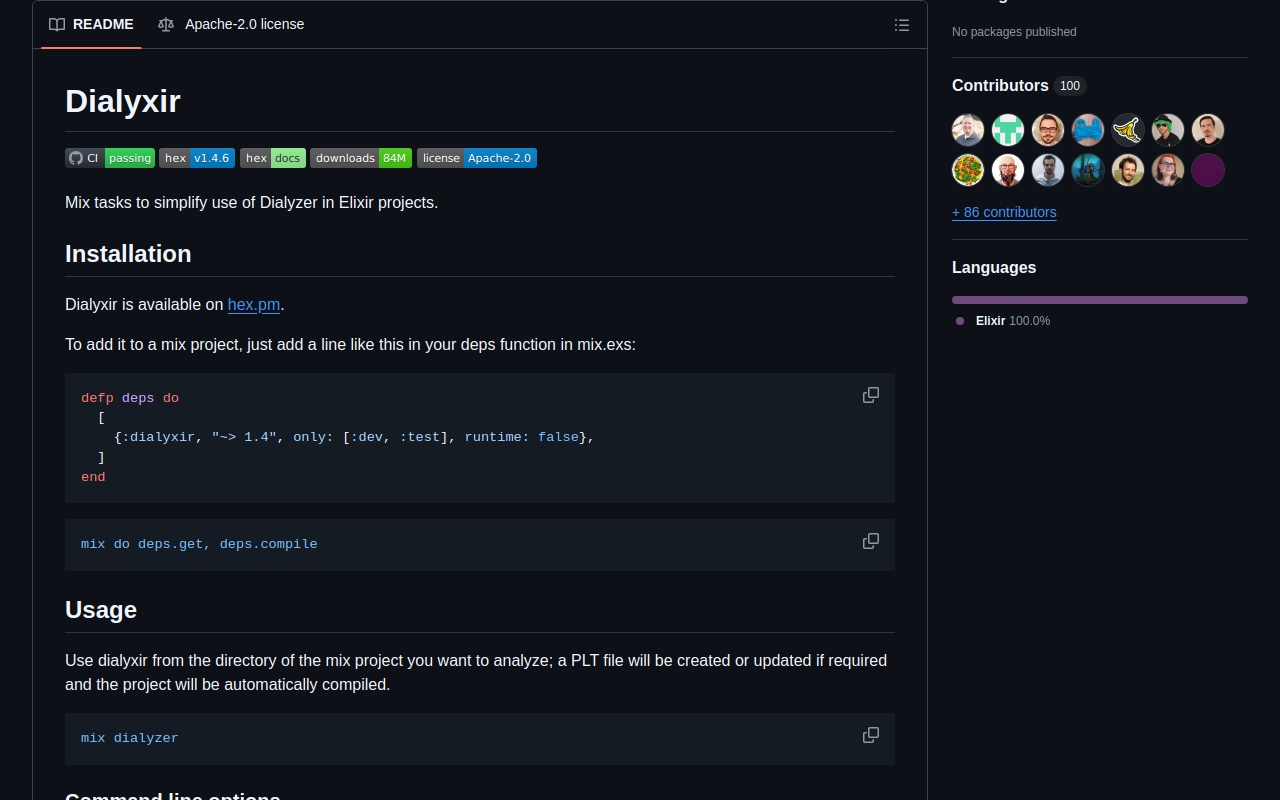 README
Apache-2.0 license
Dialyxir
CI passing
hex v1.4.6
hex docs
downloads 84M
license Apache-2.0
Mix tasks to simplify use of Dialyzer in Elixir projects.
Installation
Dialyxir is available on hex.pm.
To add it to a mix project, just add a line like this in your deps function in mix.exs:
defp deps do
  [
    {:dialyxir, "~> 1.4", only: [:dev, :test], runtime: false},
  ]
end
mix do deps.get, deps.compile
Usage
Use dialyxir from the directory of the mix project you want to analyze; a PLT file will be created or updated if required
and the project will be automatically compiled.
mix dialyzer
Command line options
No packages published
Contributors 100
+ 86 contributors
Languages
Elixir 100.0%